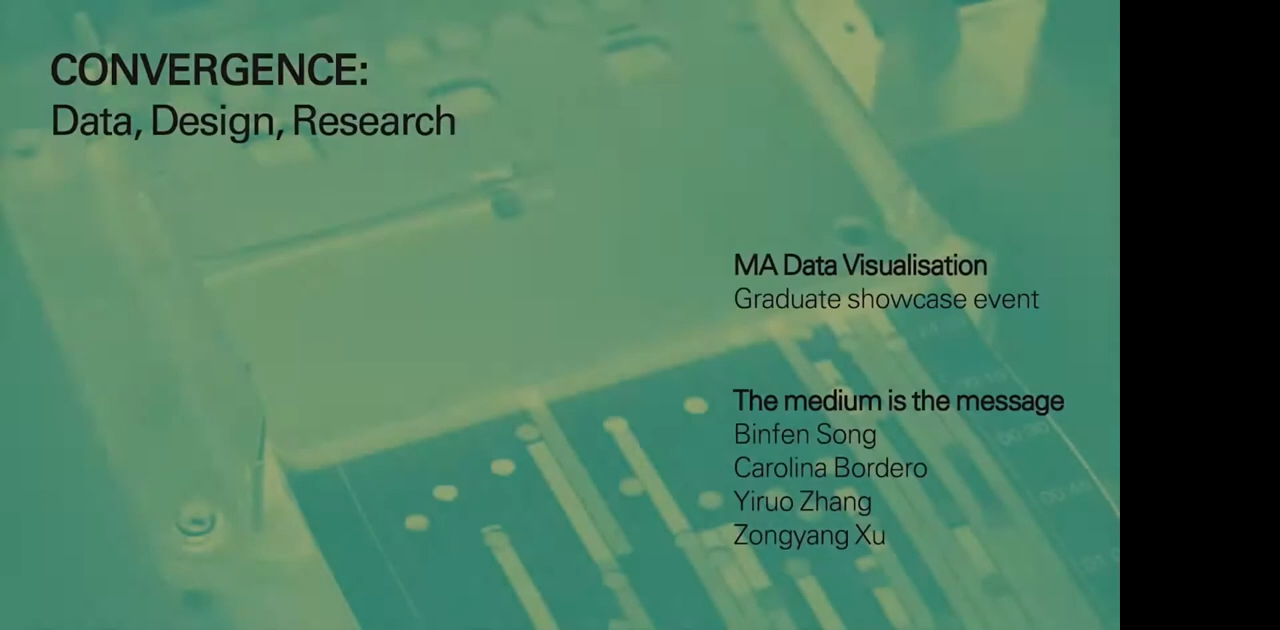 CONVERGENCE:
Data, Design, Research
MA Data Visualisation
Graduate showcase event
The medium is the message
Binfen Song
Carolina Bordero
Yiruo Zhang
Zongyang Xu